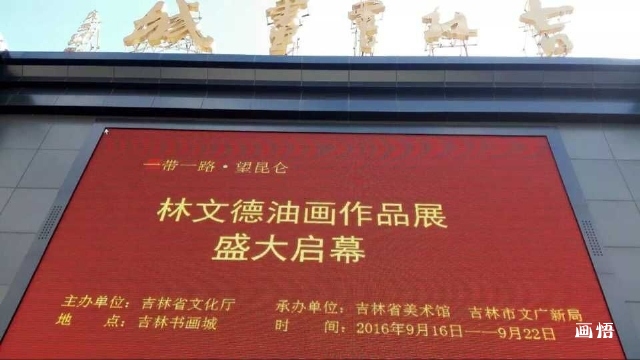 一带一路·望昆仑
林文德油画作品展
盛大启幕
主办单位：吉林省文化厅 承办单位：吉林省美术馆 吉林市文广新局
地 点：吉林书画城 时 间：2016年9月16日——9月22日
画悟